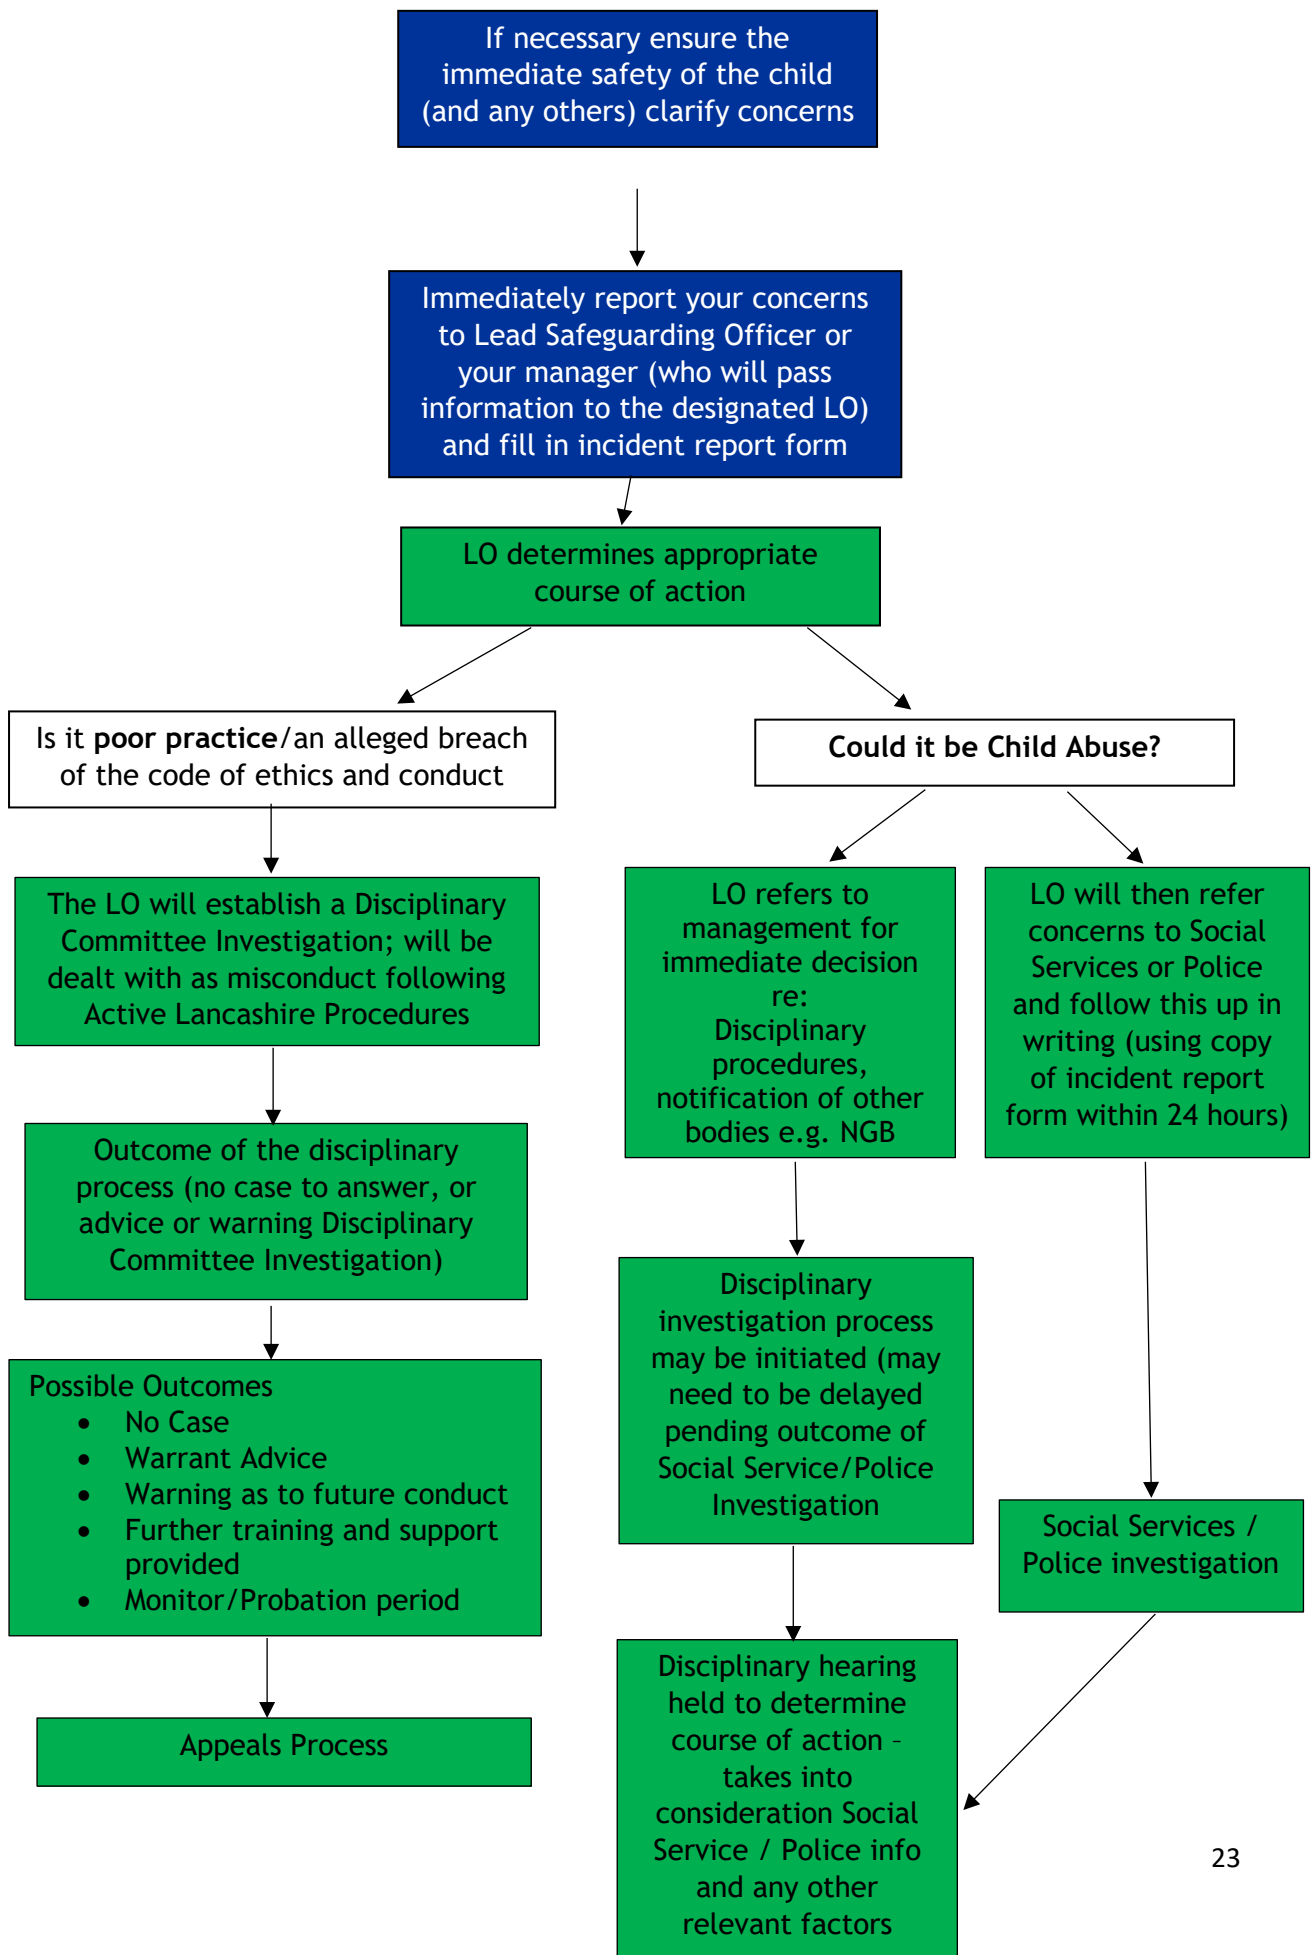 If necessary ensure the
immediate safety of the child
(and any others) clarify concerns
Immediately report your concerns
to Lead Safeguarding Officer or
your manager (who will pass
information to the designated LO)
and fill in incident report form
LO determines appropriate
course of action
Is it poor practice/an alleged breach
of the code of ethics and conduct
Could it be Child Abuse?
The LO will establish a Disciplinary
Committee Investigation; will be
dealt with as misconduct following
Active Lancashire Procedures
LO refers to
management for
immediate decision
re:
Disciplinary
procedures,
notification of other
bodies e.g. NGB
LO will then refer
concerns to Social
Services or Police
and follow this up in
writing (using copy
of incident report
form within 24 hours)
Outcome of the disciplinary
process (no case to answer, or
advice or warning Disciplinary
Committee Investigation)
Disciplinary
investigation process
may be initiated (may
need to be delayed
pending outcome of
Social Service/Police
Investigation
Possible Outcomes
• No Case
• Warrant Advice
• Warning as to future conduct
• Further training and support
provided
• Monitor/Probation period
Social Services /
Police investigation
Appeals Process
Disciplinary hearing
held to determine
course of action –
takes into
consideration Social
Service / Police info
and any other
relevant factors
23